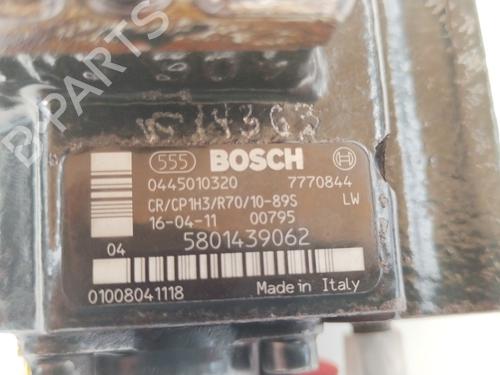 B-PARTS
555 BOSCH
0445010320 7770844
CR/CP1H3/R70/10-89S LW
16-04-11 00795
04 5801439062
01008041118 Made in Italy